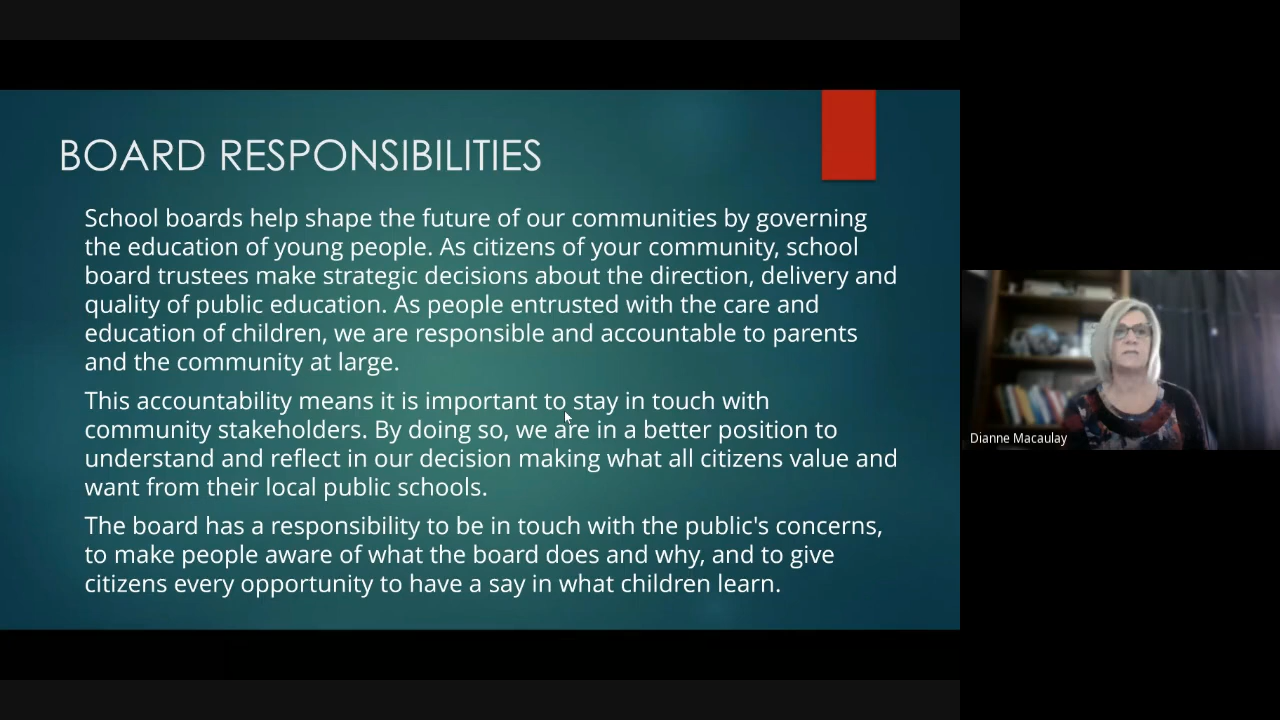 BOARD RESPONSIBILITIES
School boards help shape the future of our communities by governing
the education of young people. As citizens of your community, school
board trustees make strategic decisions about the direction, delivery and
quality of public education. As people entrusted with the care and
education of children, we are responsible and accountable to parents
and the community at large.
This accountability means it is important to stay in touch with
community stakeholders. By doing so, we are in a better position to
understand and reflect in our decision making what all citizens value and
want from their local public schools.
The board has a responsibility to be in touch with the public's concerns,
to make people aware of what the board does and why, and to give
citizens every opportunity to have a say in what children learn.
Dianne Macaulay